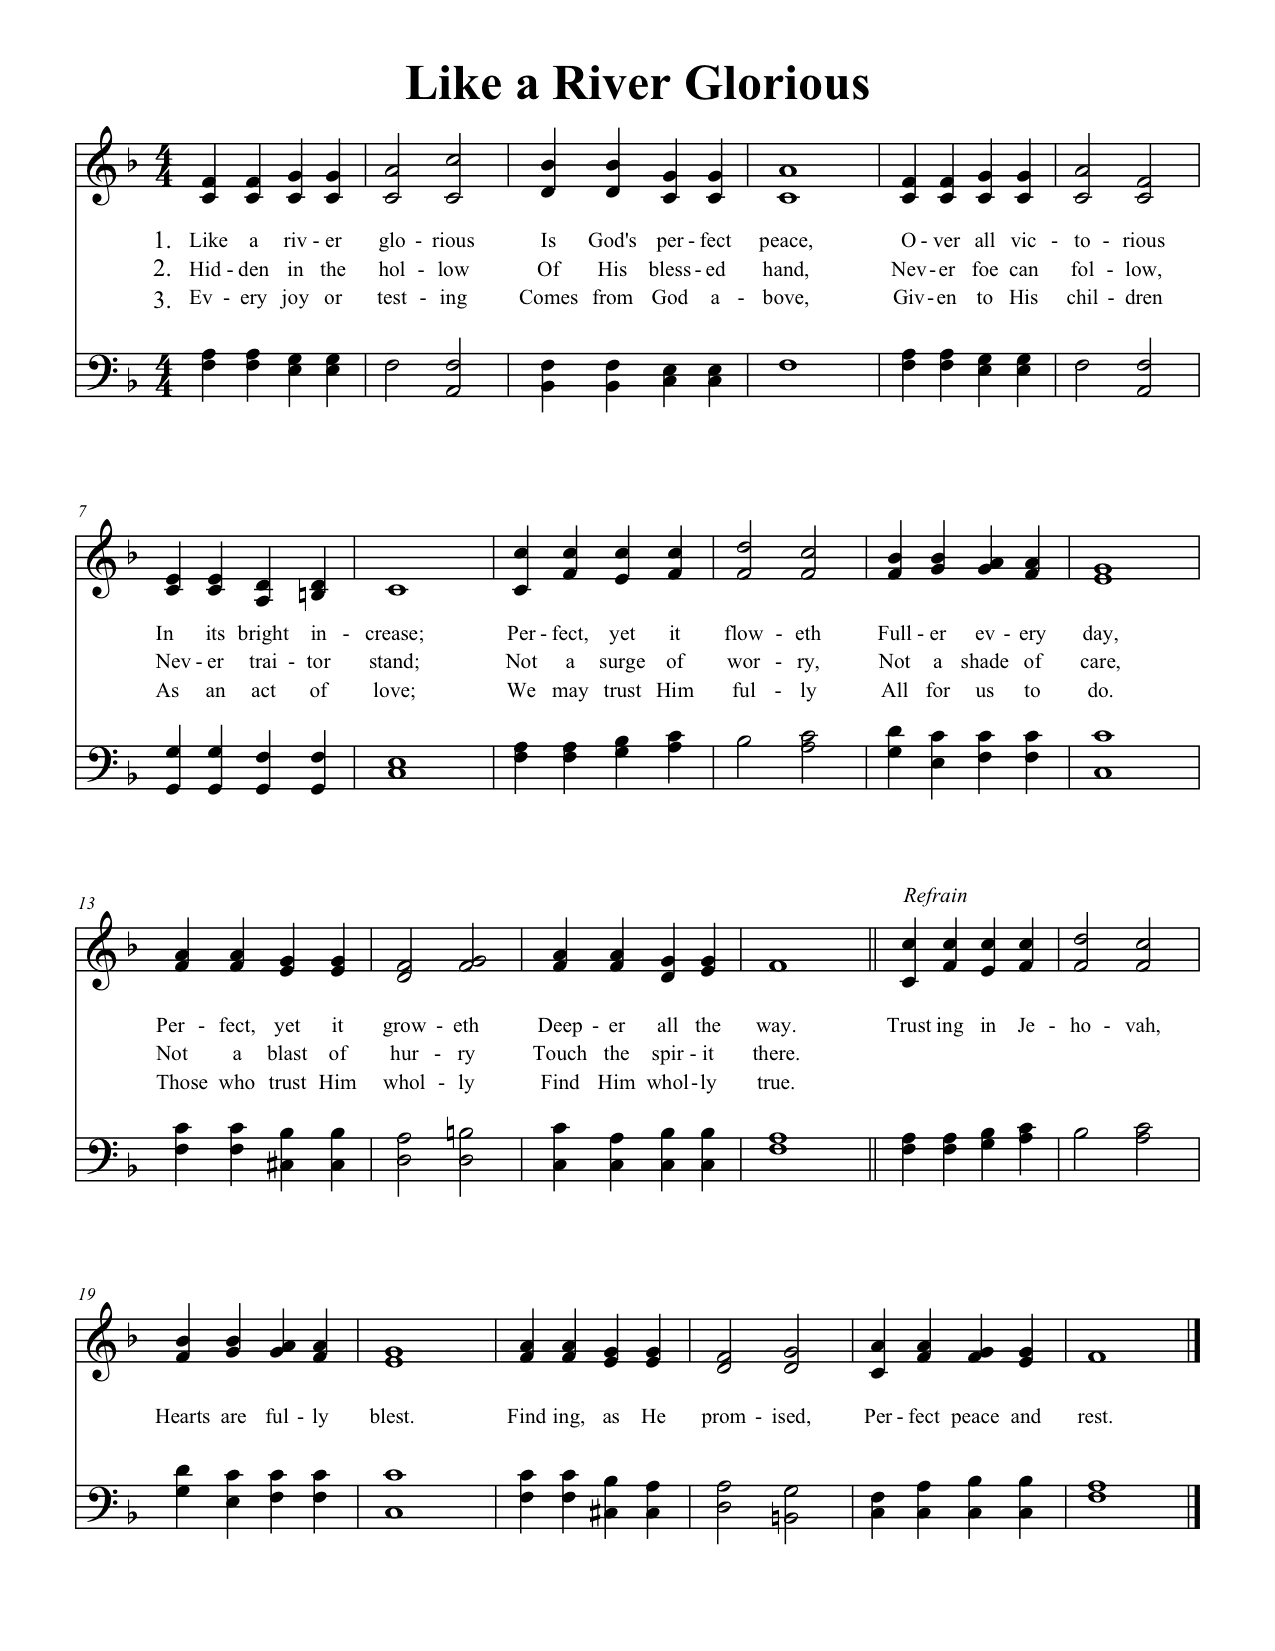 Like a River Glorious
1. Like a riv - er glo - rious Is God's per - fect peace, O - ver all vic - to - rious
2. Hid - den in the hol - low Of His bless - ed hand, Nev - er foe can fol - low,
3. Ev - ery joy or test - ing Comes from God a - bove, Giv - en to His chil - dren
7
In its bright in - crease; Per - fect, yet it flow - eth Full - er ev - ery day,
Nev - er trai - tor stand; Not a surge of wor - ry, Not a shade of care,
As an act of love; We may trust Him ful - ly All for us to do.
13
Refrain
Per - fect, yet it grow - eth Deep - er all the way. Trust ing in Je - ho - vah,
Not a blast of hur - ry Touch the spir - it there.
Those who trust Him whol - ly Find Him whol - ly true.
19
Hearts are ful - ly blest. Find ing, as He prom - ised, Per - fect peace and rest.